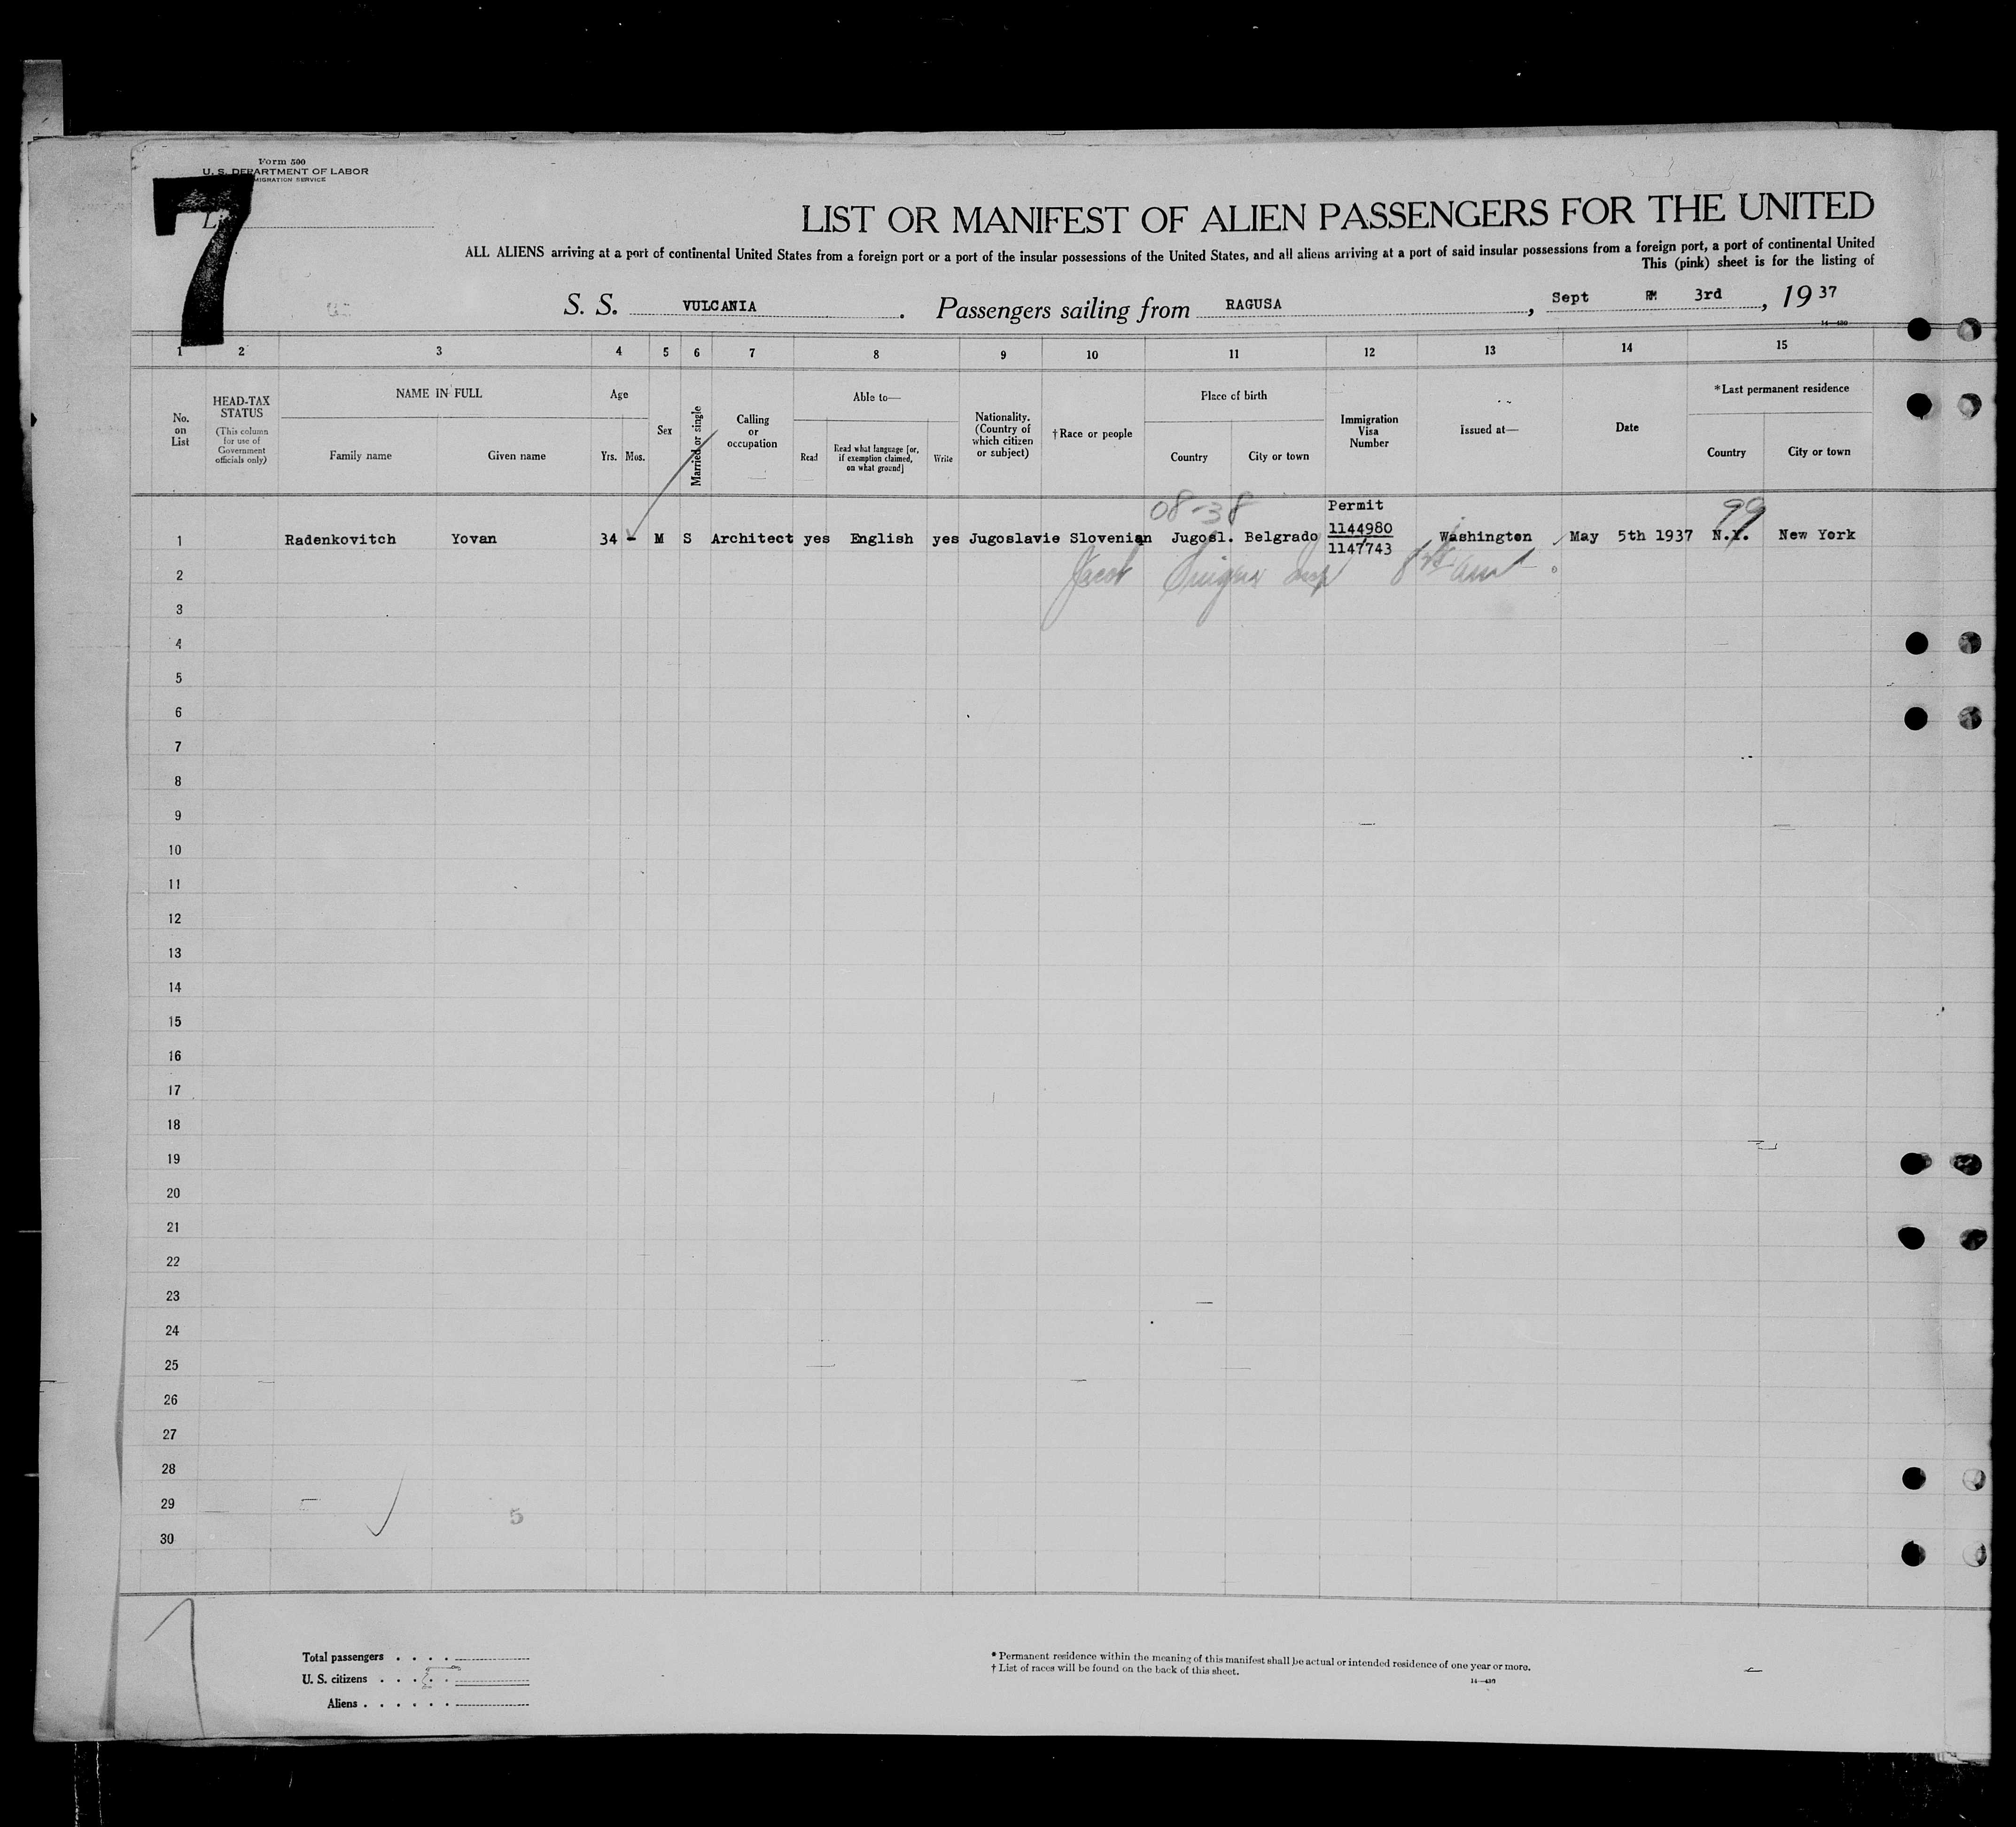 Form 500
U. S. DEPARTMENT OF LABOR
IMMIGRATION SERVICE
7
LIST OR MANIFEST OF ALIEN PASSENGERS FOR THE UNITED
ALL ALIENS arriving at a port of continental United States from a foreign port or a port of the insular possessions of the United States, and all aliens arriving at a port of said insular possessions from a foreign port, a port of continental United
This (pink) sheet is for the listing of
S. S. VULCANIA. Passengers sailing from RAGUSA, Sept 3rd, 1937
14—430
1 2 3 4 5 6 7 8 9 10 11 12 13 14 15
No. on List
HEAD-TAX STATUS
(This column for use of Government officials only)
NAME IN FULL
Family name Given name
Age
Yrs. Mos.
Sex
Married or single
Calling or occupation
Able to—
Read
Read what language [or, if exemption claimed, on what ground]
Write
Nationality. (Country of which citizen or subject)
†Race or people
Place of birth
Country City or town
Immigration Visa Number
Issued at—
Date
*Last permanent residence
Country City or town
08-38
99
Permit
1144980
1 Radenkovitch Yovan 34 - M S Architect yes English yes Jugoslavie Slovenian Jugosl. Belgrado 1147743 Washington May 5th 1937 N.Y. New York
2 Jacob
3
4
5
6
7
8
9
10
11
12
13
14
15
16
17
18
19
20
21
22
23
24
25
26
27
28
29
5
30
Total passengers . . . .
U. S. citizens . . . . .
Aliens . . . . . .
* Permanent residence within the meaning of this manifest shall be actual or intended residence of one year or more.
† List of races will be found on the back of this sheet.
14—430